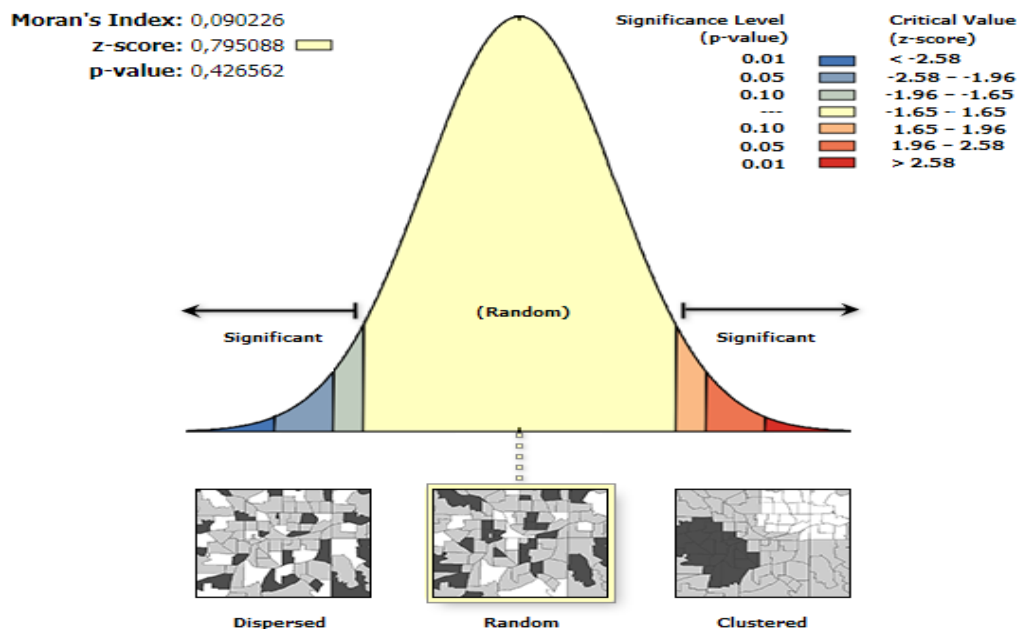 Moran's Index: 0,090226
z-score: 0,795088
p-value: 0,426562
Significance Level Critical Value
(p-value) (z-score)
0.01 < -2.58
0.05 -2.58 – -1.96
0.10 -1.96 – -1.65
--- -1.65 – 1.65
0.10 1.65 – 1.96
0.05 1.96 – 2.58
0.01 > 2.58
(Random)
Significant Significant
Dispersed Random Clustered